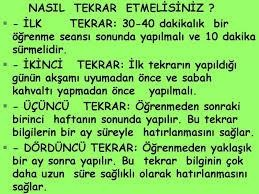 NASIL TEKRAR ETMELİSİNİZ ?
- İLK TEKRAR: 30-40 dakikalık bir
öğrenme seansı sonunda yapılmalı ve 10 dakika
sürmelidir.
- İKİNCİ TEKRAR: İlk tekrarın yapıldığı
günün akşamı uyumadan önce ve sabah
kahvaltı yapmadan önce yapılmalı.
- ÜÇÜNCÜ TEKRAR: Öğrenmeden sonraki
birinci haftanın sonunda yapılır. Bu tekrar
bilgilerin bir ay süreyle hatırlanmasını sağlar.
- DÖRDÜNCÜ TEKRAR: Öğrenmeden yaklaşık
bir ay sonra yapılır. Bu tekrar bilginin çok
daha uzun süre sağlıklı olarak hatırlanmasını
sağlar.